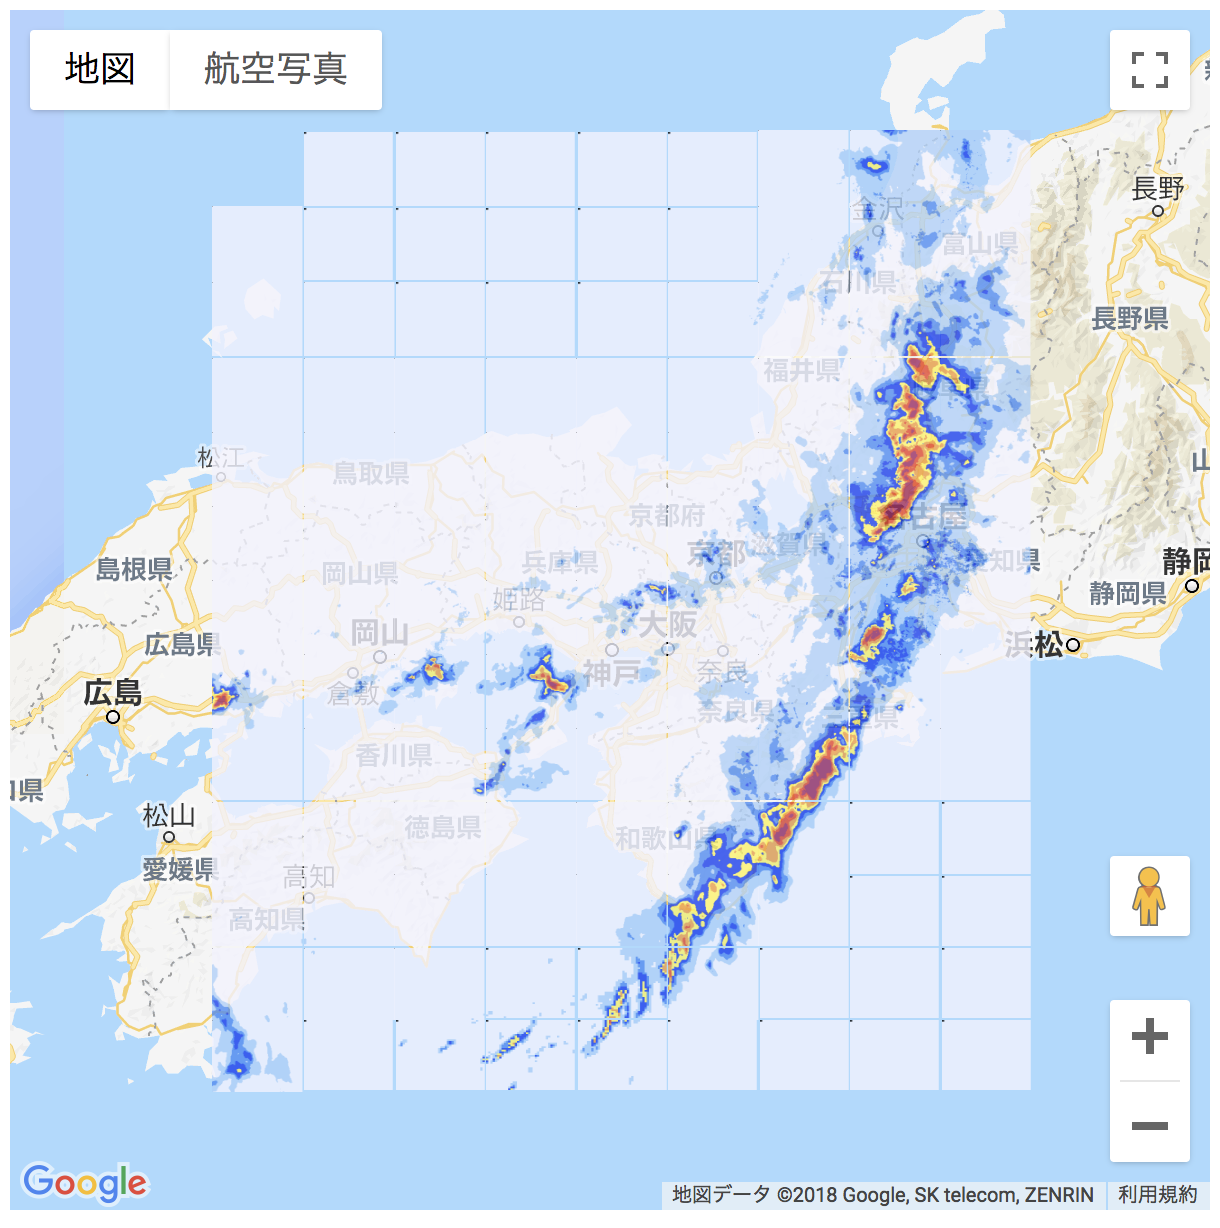 地図
航空写真
長野
金沢
富山県
石川県
長野県
福井県
松江
鳥取県
京都府
古屋
京都
滋賀県
兵庫県
島根県
岡山県
知県
静岡
静岡県
姫路
大阪
岡山
広島県
浜松
神戸
奈良
広島
倉敷
奈良県
香川県
松山
徳島県
和歌山県
愛媛県
高知
高知県
Google
地図データ ©2018 Google, SK telecom, ZENRIN
利用規約